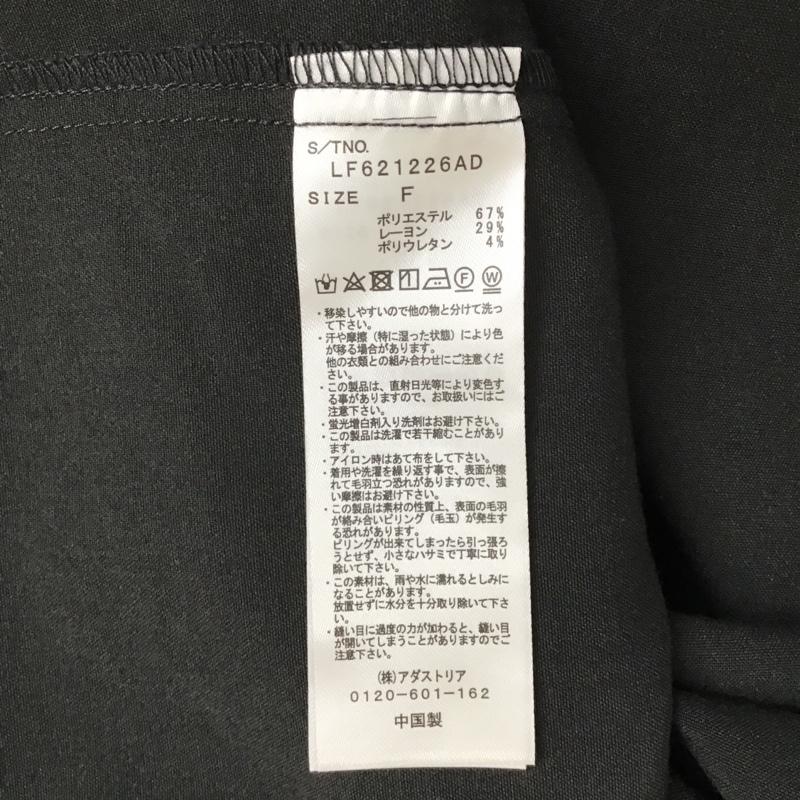 S/TNO.
LF621226AD
SIZE F
ポリエステル 67%
レーヨン 29%
ポリウレタン 4%
F W
・移染しやすいので他の物と分けて洗っ
て下さい。
・汗や摩擦（特に湿った状態）により色
が移る場合があります。
他の衣類との組み合わせにご注意くだ
さい。
・この製品は、直射日光等により変色す
る事がありますので、お取扱いにはご
注意下さい。
・蛍光増白剤入り洗剤はお避け下さい。
・この製品は洗濯で若干縮むことがあり
ます。
・アイロン時はあて布をして下さい。
・着用や洗濯を繰り返す事で、表面が擦
れて毛羽立つ恐れがありますので、強
い摩擦はお避け下さい。
・この製品は素材の性質上、表面の毛羽
が絡み合いピリング（毛玉）が発生す
る恐れがあります。
ピリングが出来てしまったら引っ張ろ
うとせず、小さなハサミで丁寧に取り
除いて下さい。
・この素材は、雨や水に濡れるとしみに
なることがあります。
放置せずに水分を十分取り除いて下さ
い。
・縫い目に過度の力が加わると、縫い目
が開いてしまうことがありますのでご
注意下さい。
(株)アダストリア
0120-601-162
中国製